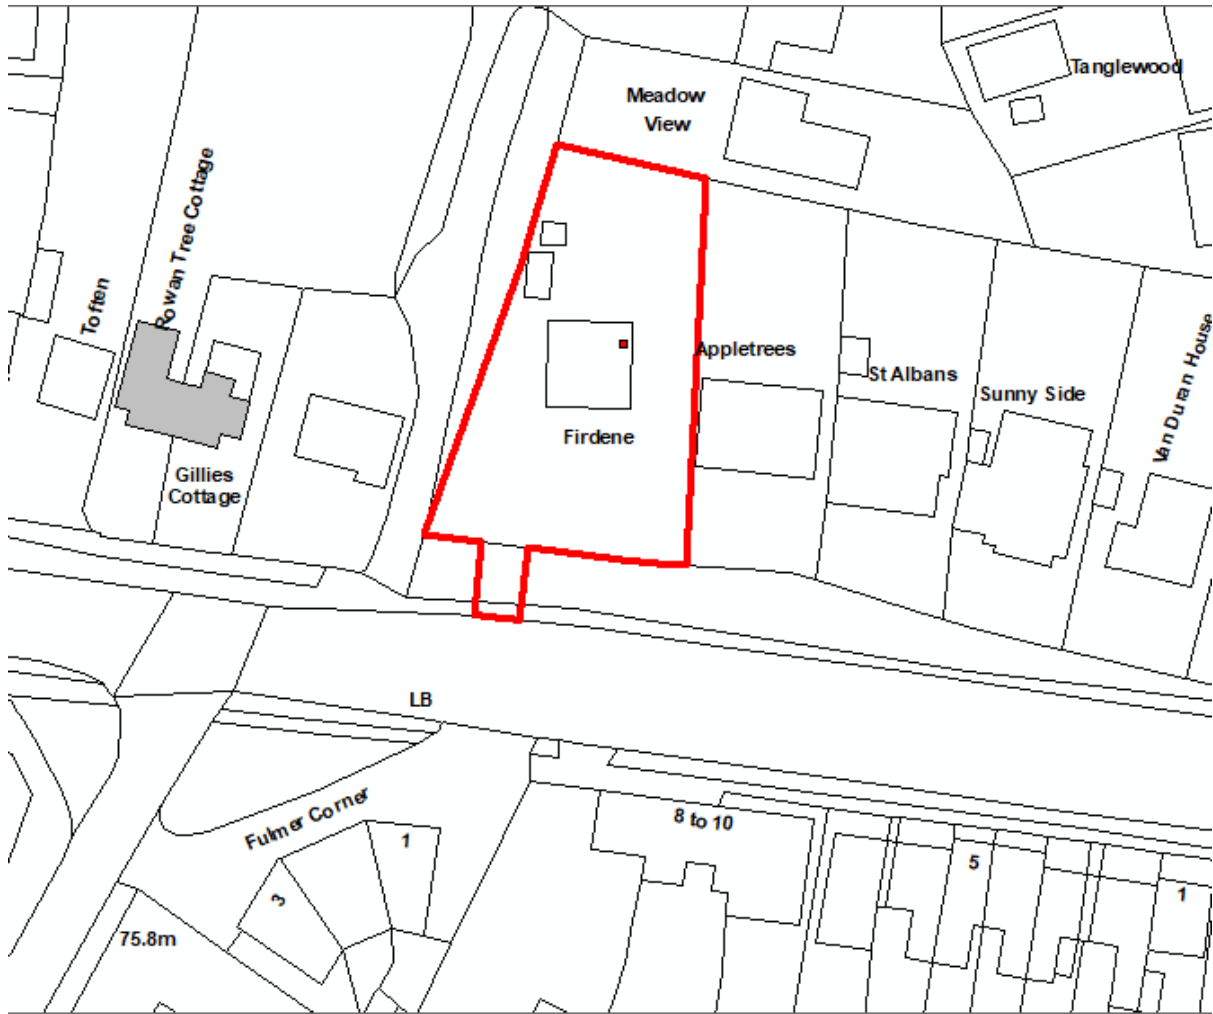 Tanglewood
Meadow
View
Rowan Tree Cottage
Toften
Appletrees
St Albans
Sunny Side
Van Duran House
Firdene
Gillies
Cottage
LB
Fulmer Corner
1
8 to 10
5
1
3
75.8m